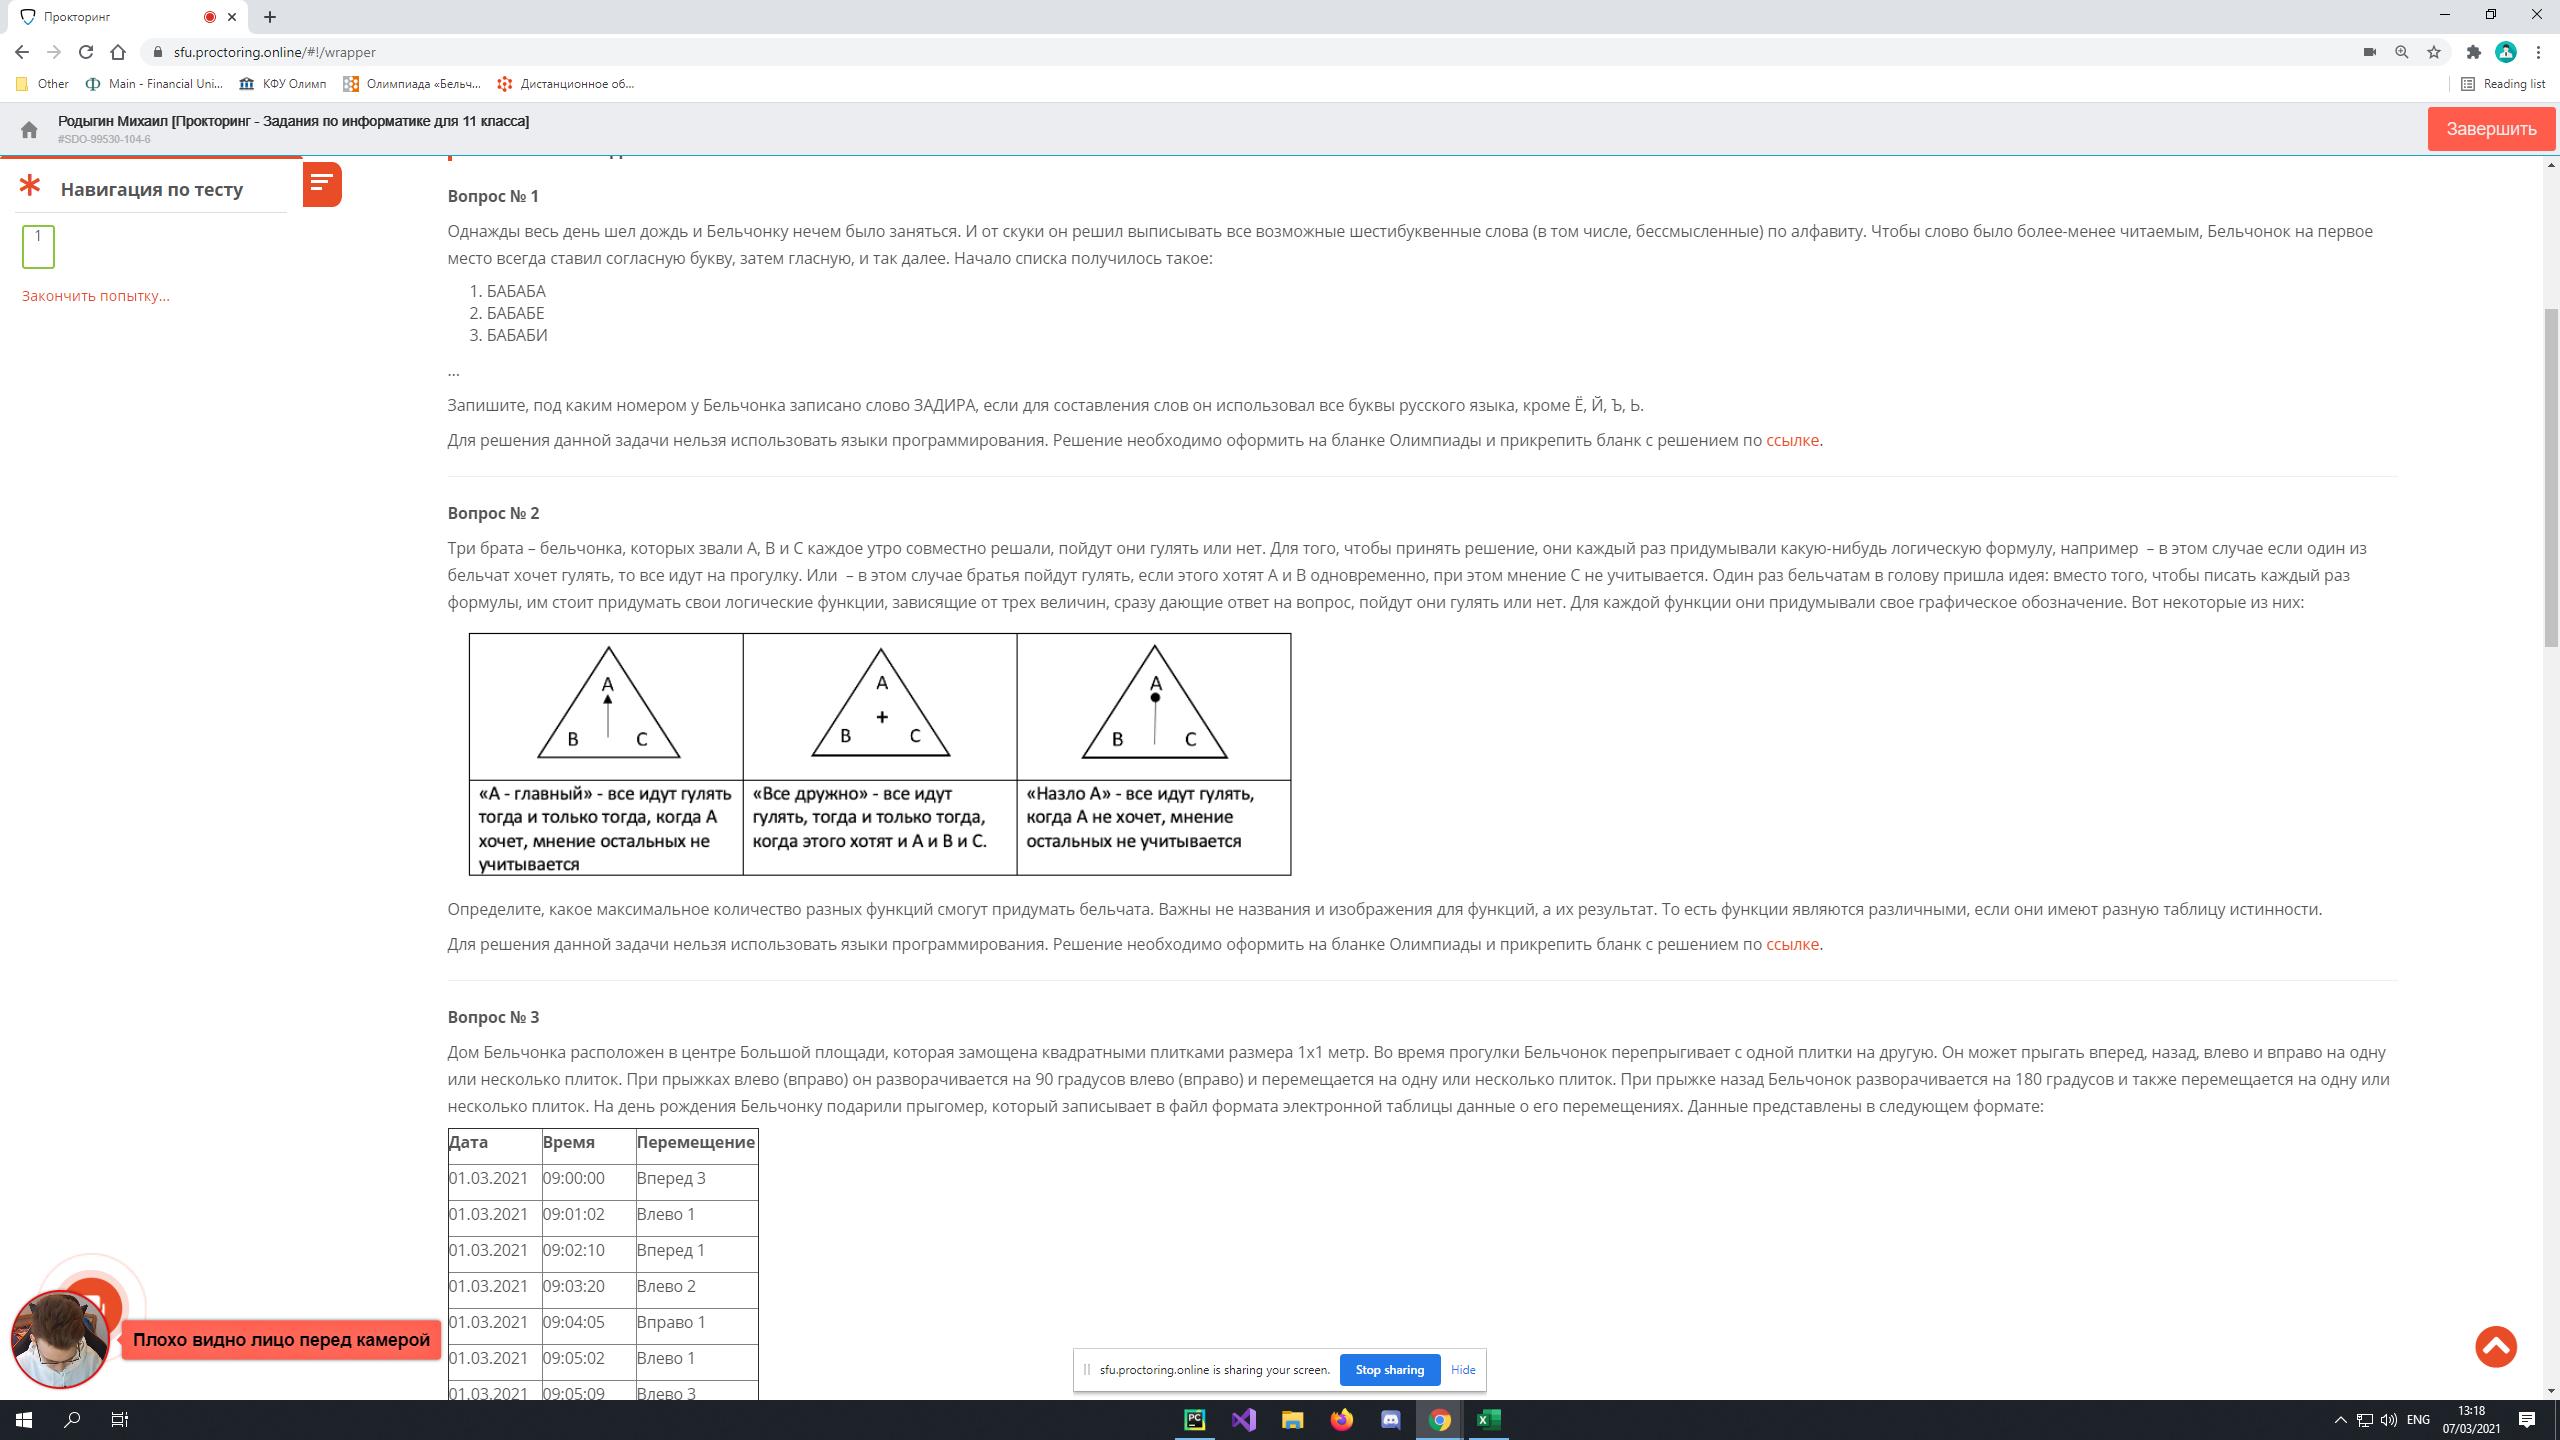 Прокторинг
sfu.proctoring.online/#!/wrapper
Other
Main - Financial Uni...
КФУ Олимп
Олимпиада «Бельч...
Дистанционное об...
Reading list
Родыгин Михаил [Прокторинг - Задания по информатике для 11 класса]
#SDO-99530-104-6
Завершить
Навигация по тесту
1
Закончить попытку...
Вопрос № 1
Однажды весь день шел дождь и Бельчонку нечем было заняться. И от скуки он решил выписывать все возможные шестибуквенные слова (в том числе, бессмысленные) по алфавиту. Чтобы слово было более-менее читаемым, Бельчонок на первое
место всегда ставил согласную букву, затем гласную, и так далее. Начало списка получилось такое:
1. БАБАБА
2. БАБАБЕ
3. БАБАБИ
...
Запишите, под каким номером у Бельчонка записано слово ЗАДИРА, если для составления слов он использовал все буквы русского языка, кроме Ё, Й, Ъ, Ь.
Для решения данной задачи нельзя использовать языки программирования. Решение необходимо оформить на бланке Олимпиады и прикрепить бланк с решением по ссылке.
Вопрос № 2
Три брата – бельчонка, которых звали А, В и С каждое утро совместно решали, пойдут они гулять или нет. Для того, чтобы принять решение, они каждый раз придумывали какую-нибудь логическую формулу, например – в этом случае если один из
бельчат хочет гулять, то все идут на прогулку. Или – в этом случае братья пойдут гулять, если этого хотят А и В одновременно, при этом мнение С не учитывается. Один раз бельчатам в голову пришла идея: вместо того, чтобы писать каждый раз
формулы, им стоит придумать свои логические функции, зависящие от трех величин, сразу дающие ответ на вопрос, пойдут они гулять или нет. Для каждой функции они придумывали свое графическое обозначение. Вот некоторые из них:
A
B C
A
+
B C
A
B C
«А - главный» - все идут гулять
тогда и только тогда, когда А
хочет, мнение остальных не
учитывается
«Все дружно» - все идут
гулять, тогда и только тогда,
когда этого хотят и А и В и С.
«Назло А» - все идут гулять,
когда А не хочет, мнение
остальных не учитывается
Определите, какое максимальное количество разных функций смогут придумать бельчата. Важны не названия и изображения для функций, а их результат. То есть функции являются различными, если они имеют разную таблицу истинности.
Для решения данной задачи нельзя использовать языки программирования. Решение необходимо оформить на бланке Олимпиады и прикрепить бланк с решением по ссылке.
Вопрос № 3
Дом Бельчонка расположен в центре Большой площади, которая замощена квадратными плитками размера 1х1 метр. Во время прогулки Бельчонок перепрыгивает с одной плитки на другую. Он может прыгать вперед, назад, влево и вправо на одну
или несколько плиток. При прыжках влево (вправо) он разворачивается на 90 градусов влево (вправо) и перемещается на одну или несколько плиток. При прыжке назад Бельчонок разворачивается на 180 градусов и также перемещается на одну или
несколько плиток. На день рождения Бельчонку подарили прыгомер, который записывает в файл формата электронной таблицы данные о его перемещениях. Данные представлены в следующем формате:
Дата Время Перемещение
01.03.2021 09:00:00 Вперед 3
01.03.2021 09:01:02 Влево 1
01.03.2021 09:02:10 Вперед 1
01.03.2021 09:03:20 Влево 2
01.03.2021 09:04:05 Вправо 1
01.03.2021 09:05:02 Влево 1
01.03.2021 09:05:09 Влево 3
Плохо видно лицо перед камерой
sfu.proctoring.online is sharing your screen.
Stop sharing
Hide
PC
ENG
13:18
07/03/2021